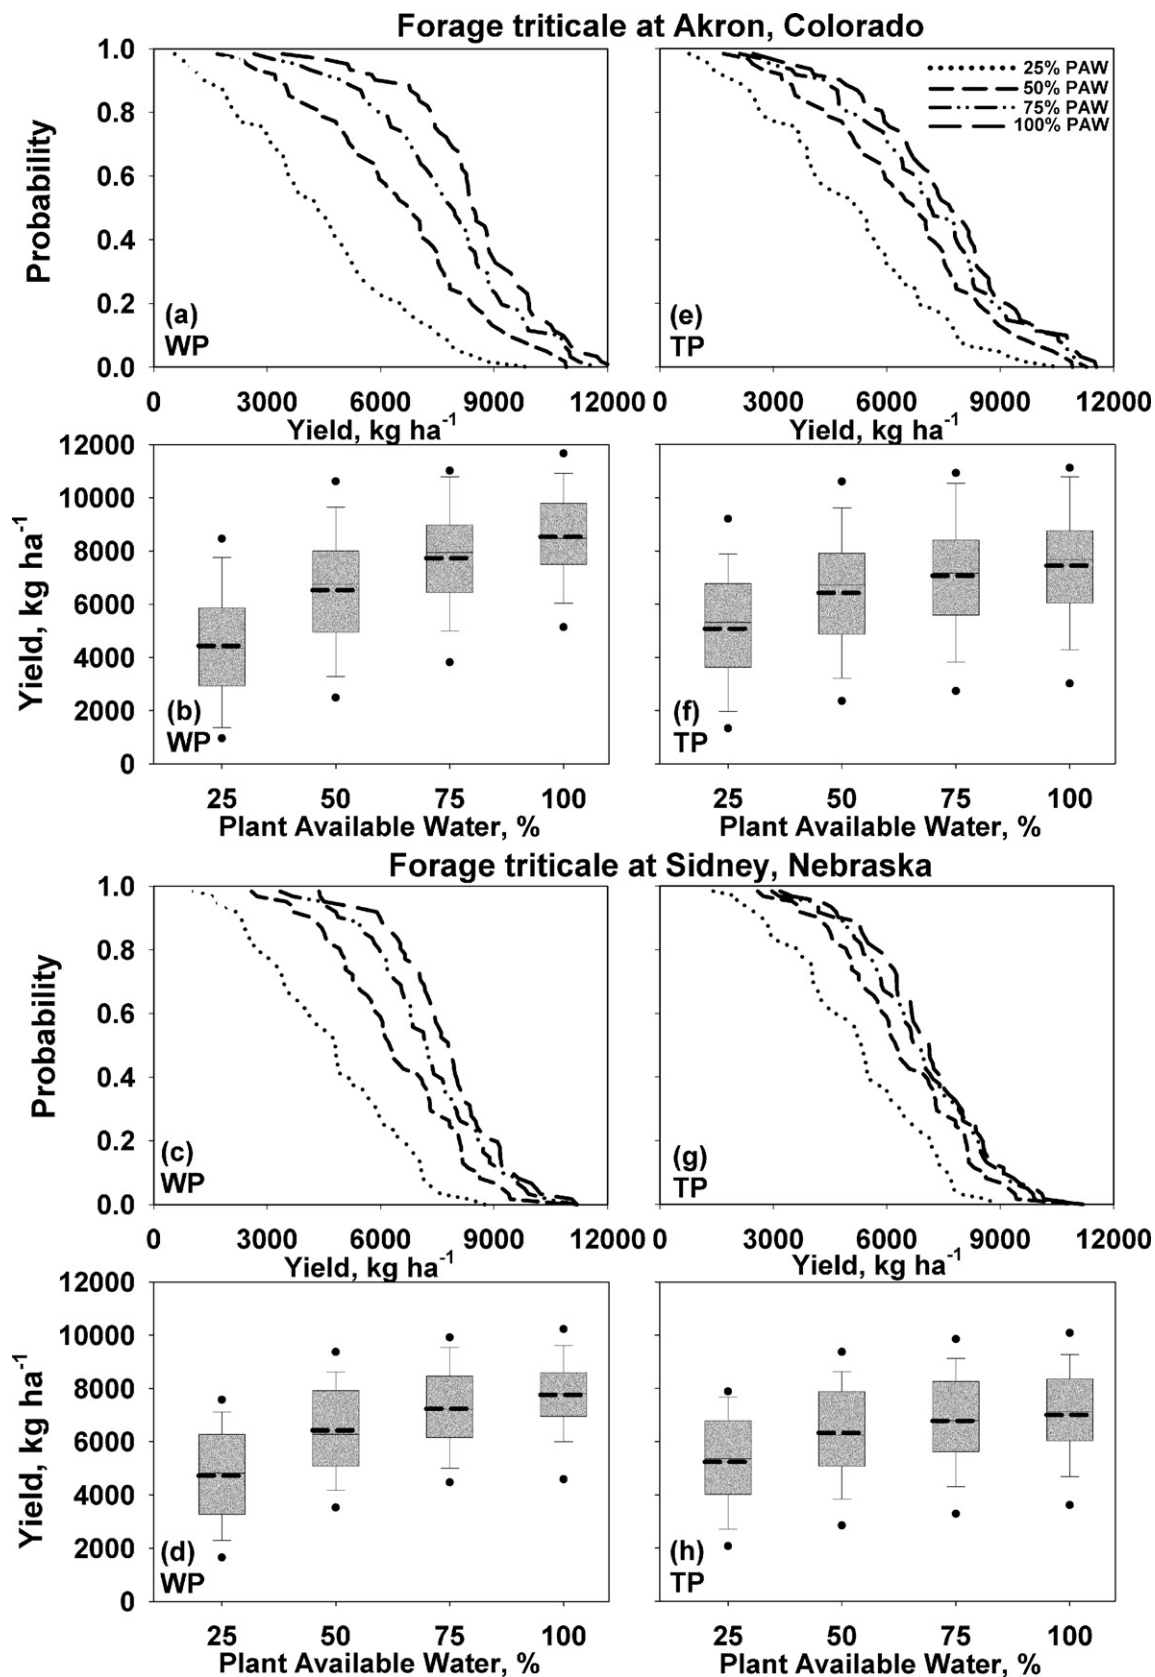 Forage triticale at Akron, Colorado
1.0
0.8
0.6
0.4
0.2
0.0
Probability
(a)
WP
0 3000 6000 9000 12000
Yield, kg ha-1
25% PAW
50% PAW
75% PAW
100% PAW
(e)
TP
0 3000 6000 9000 12000
Yield, kg ha-1
12000
10000
8000
6000
4000
2000
0
Yield, kg ha-1
(b)
WP
25 50 75 100
Plant Available Water, %
(f)
TP
25 50 75 100
Plant Available Water, %
Forage triticale at Sidney, Nebraska
1.0
0.8
0.6
0.4
0.2
0.0
Probability
(c)
WP
0 3000 6000 9000 12000
Yield, kg ha-1
(g)
TP
0 3000 6000 9000 12000
Yield, kg ha-1
12000
10000
8000
6000
4000
2000
0
Yield, kg ha-1
(d)
WP
25 50 75 100
Plant Available Water, %
(h)
TP
25 50 75 100
Plant Available Water, %